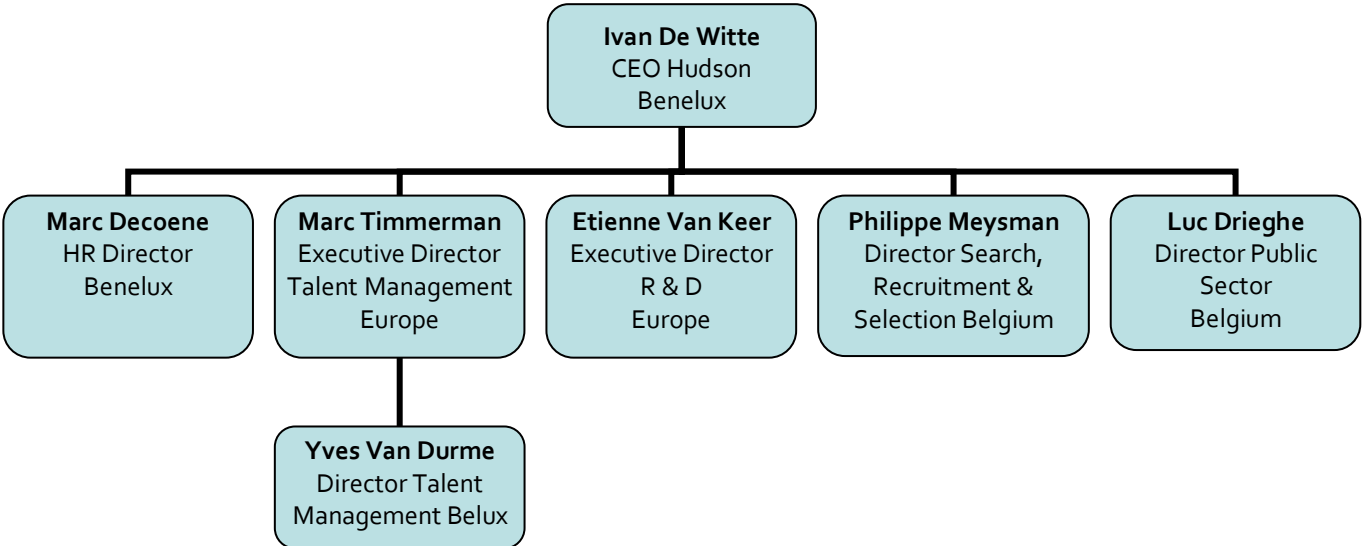 Ivan De Witte
CEO Hudson
Benelux
Marc Decoene
HR Director
Benelux
Marc Timmerman
Executive Director
Talent Management
Europe
Etienne Van Keer
Executive Director
R & D
Europe
Philippe Meysman
Director Search,
Recruitment &
Selection Belgium
Luc Drieghe
Director Public
Sector
Belgium
Yves Van Durme
Director Talent
Management Belux